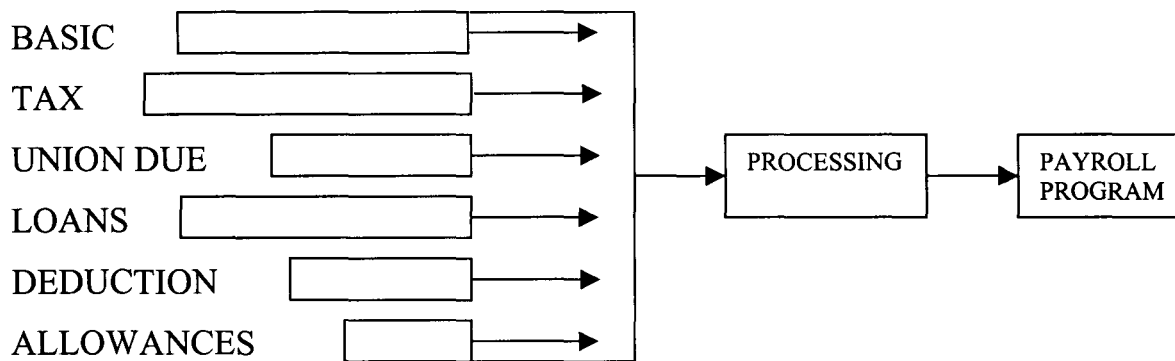 BASIC
TAX
UNION DUE
LOANS
DEDUCTION
ALLOWANCES
PROCESSING
PAYROLL
PROGRAM